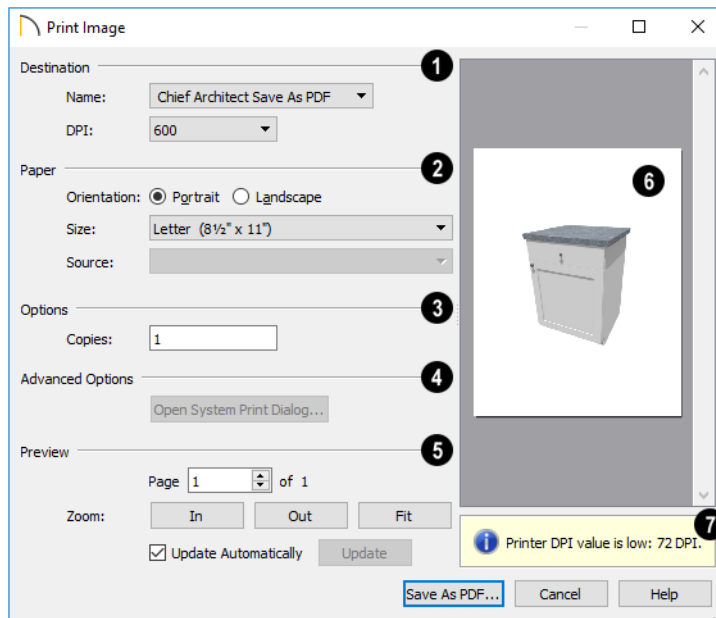 Print Image
Destination 1
Name: Chief Architect Save As PDF
DPI: 600
Paper 2
Orientation: Portrait Landscape
Size: Letter (8½" x 11")
Source:
Options 3
Copies: 1
Advanced Options 4
Open System Print Dialog...
Preview 5
Page 1 of 1
Zoom: In Out Fit
Update Automatically Update
6
7
Printer DPI value is low: 72 DPI.
Save As PDF... Cancel Help